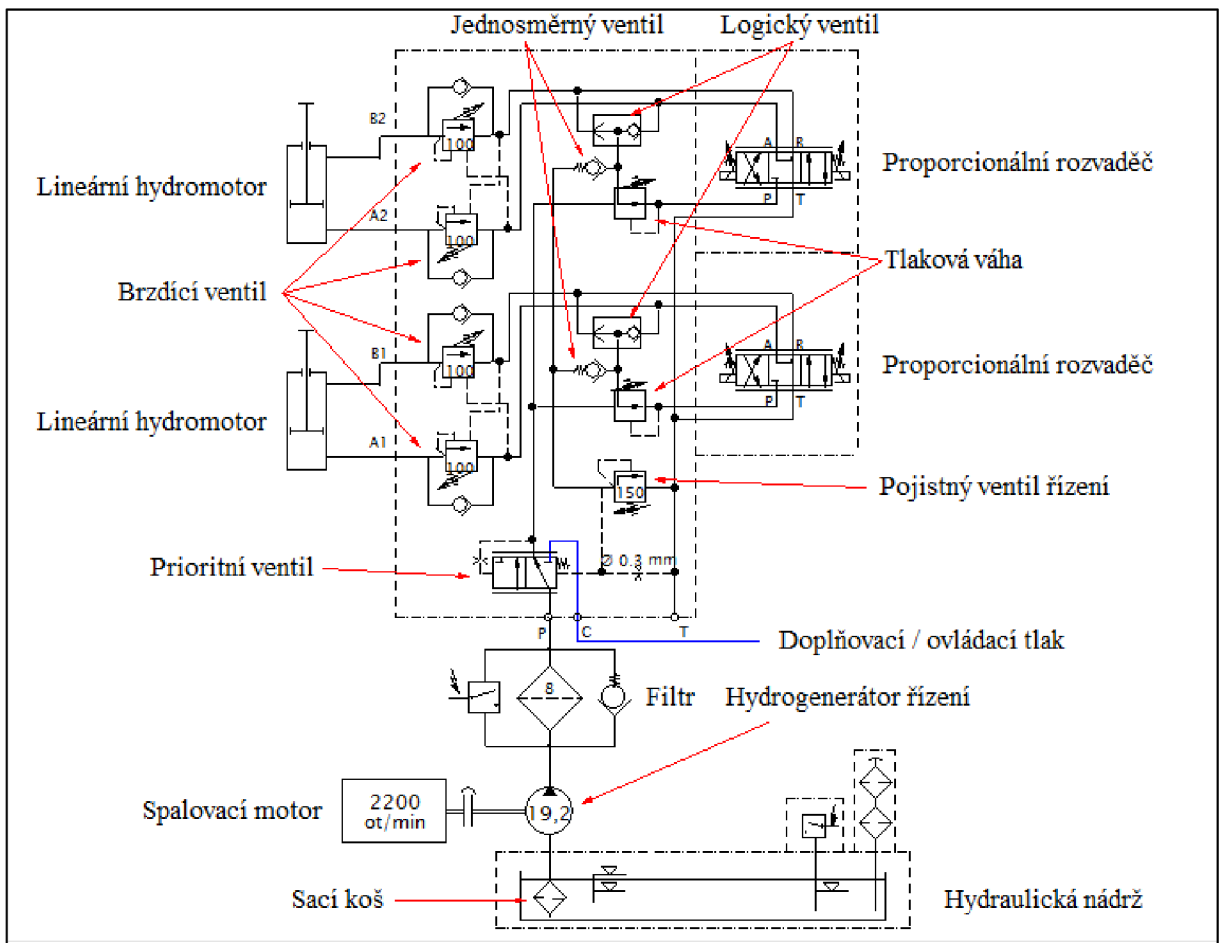 Jednosměrný ventil
Logický ventil
B2
100
A R
Proporcionální rozvaděč
Lineární hydromotor
P T
A2
100
Tlaková váha
Brzdící ventil
B1
100
A R
Proporcionální rozvaděč
P T
Lineární hydromotor
A1
100
150
Pojistný ventil řízení
Ø 0.3 mm
Prioritní ventil
P C T
Doplňovací / ovládací tlak
8
Filtr
Hydrogenerátor řízení
Spalovací motor
2200
ot/min
19,2
Sací koš
Hydraulická nádrž